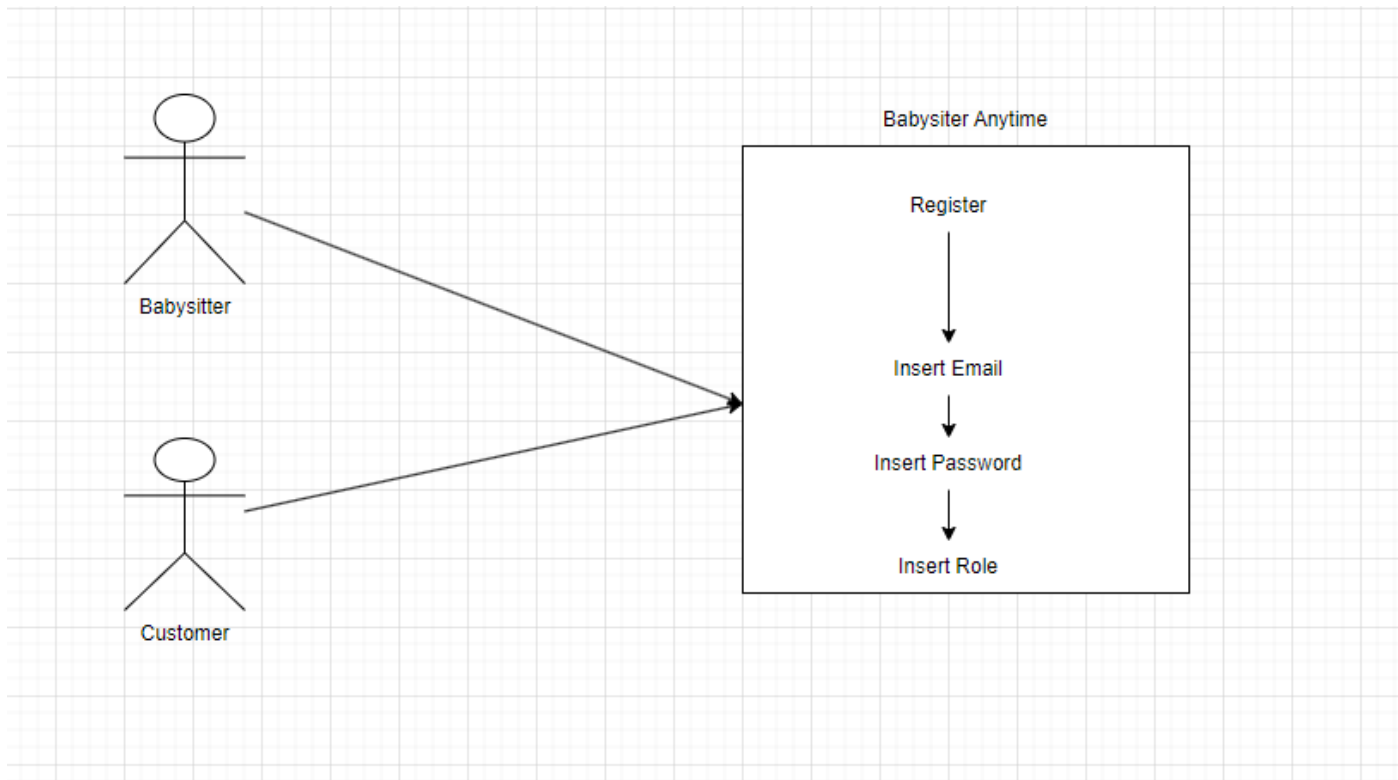 Babysiter Anytime
Register
Insert Email
Insert Password
Insert Role
Babysitter
Customer